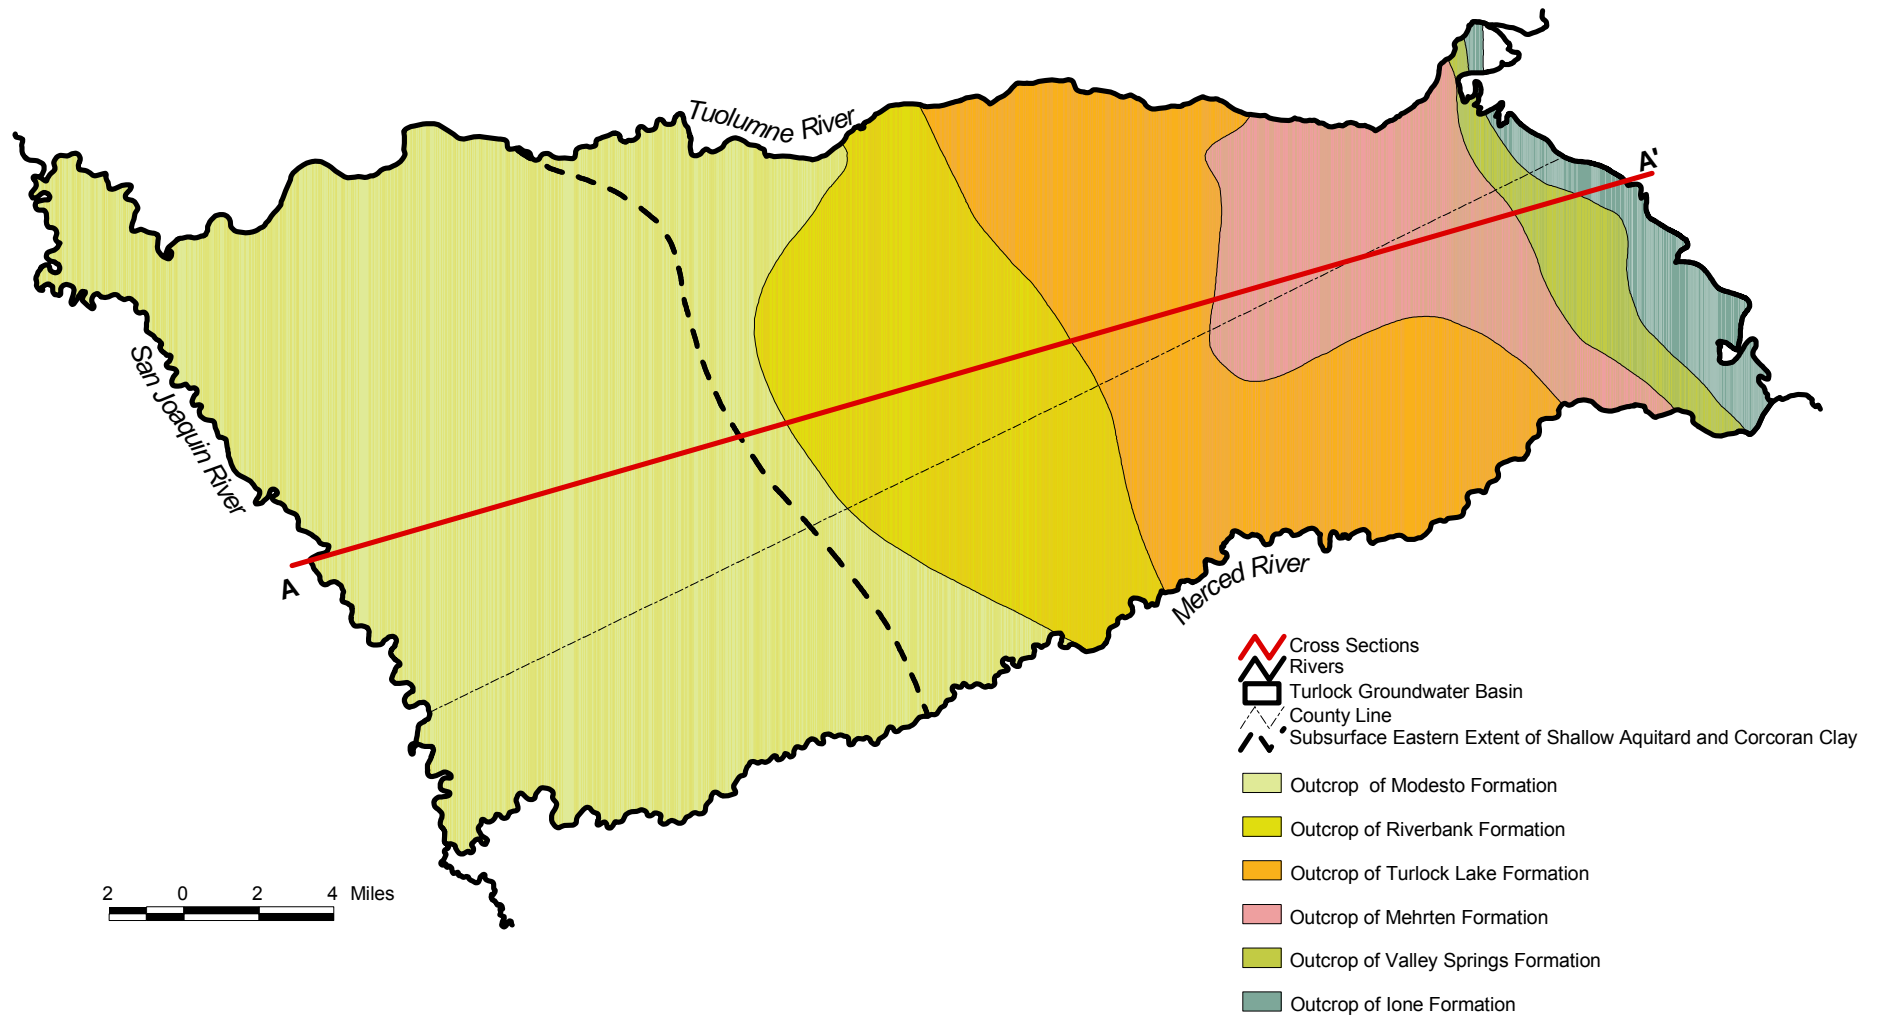 Tuolumne River
A'
San Joaquin River
A
Merced River
Cross Sections
Rivers
Turlock Groundwater Basin
County Line
Subsurface Eastern Extent of Shallow Aquitard and Corcoran Clay
Outcrop of Modesto Formation
Outcrop of Riverbank Formation
2 0 2 4 Miles
Outcrop of Turlock Lake Formation
Outcrop of Mehrten Formation
Outcrop of Valley Springs Formation
Outcrop of Ione Formation